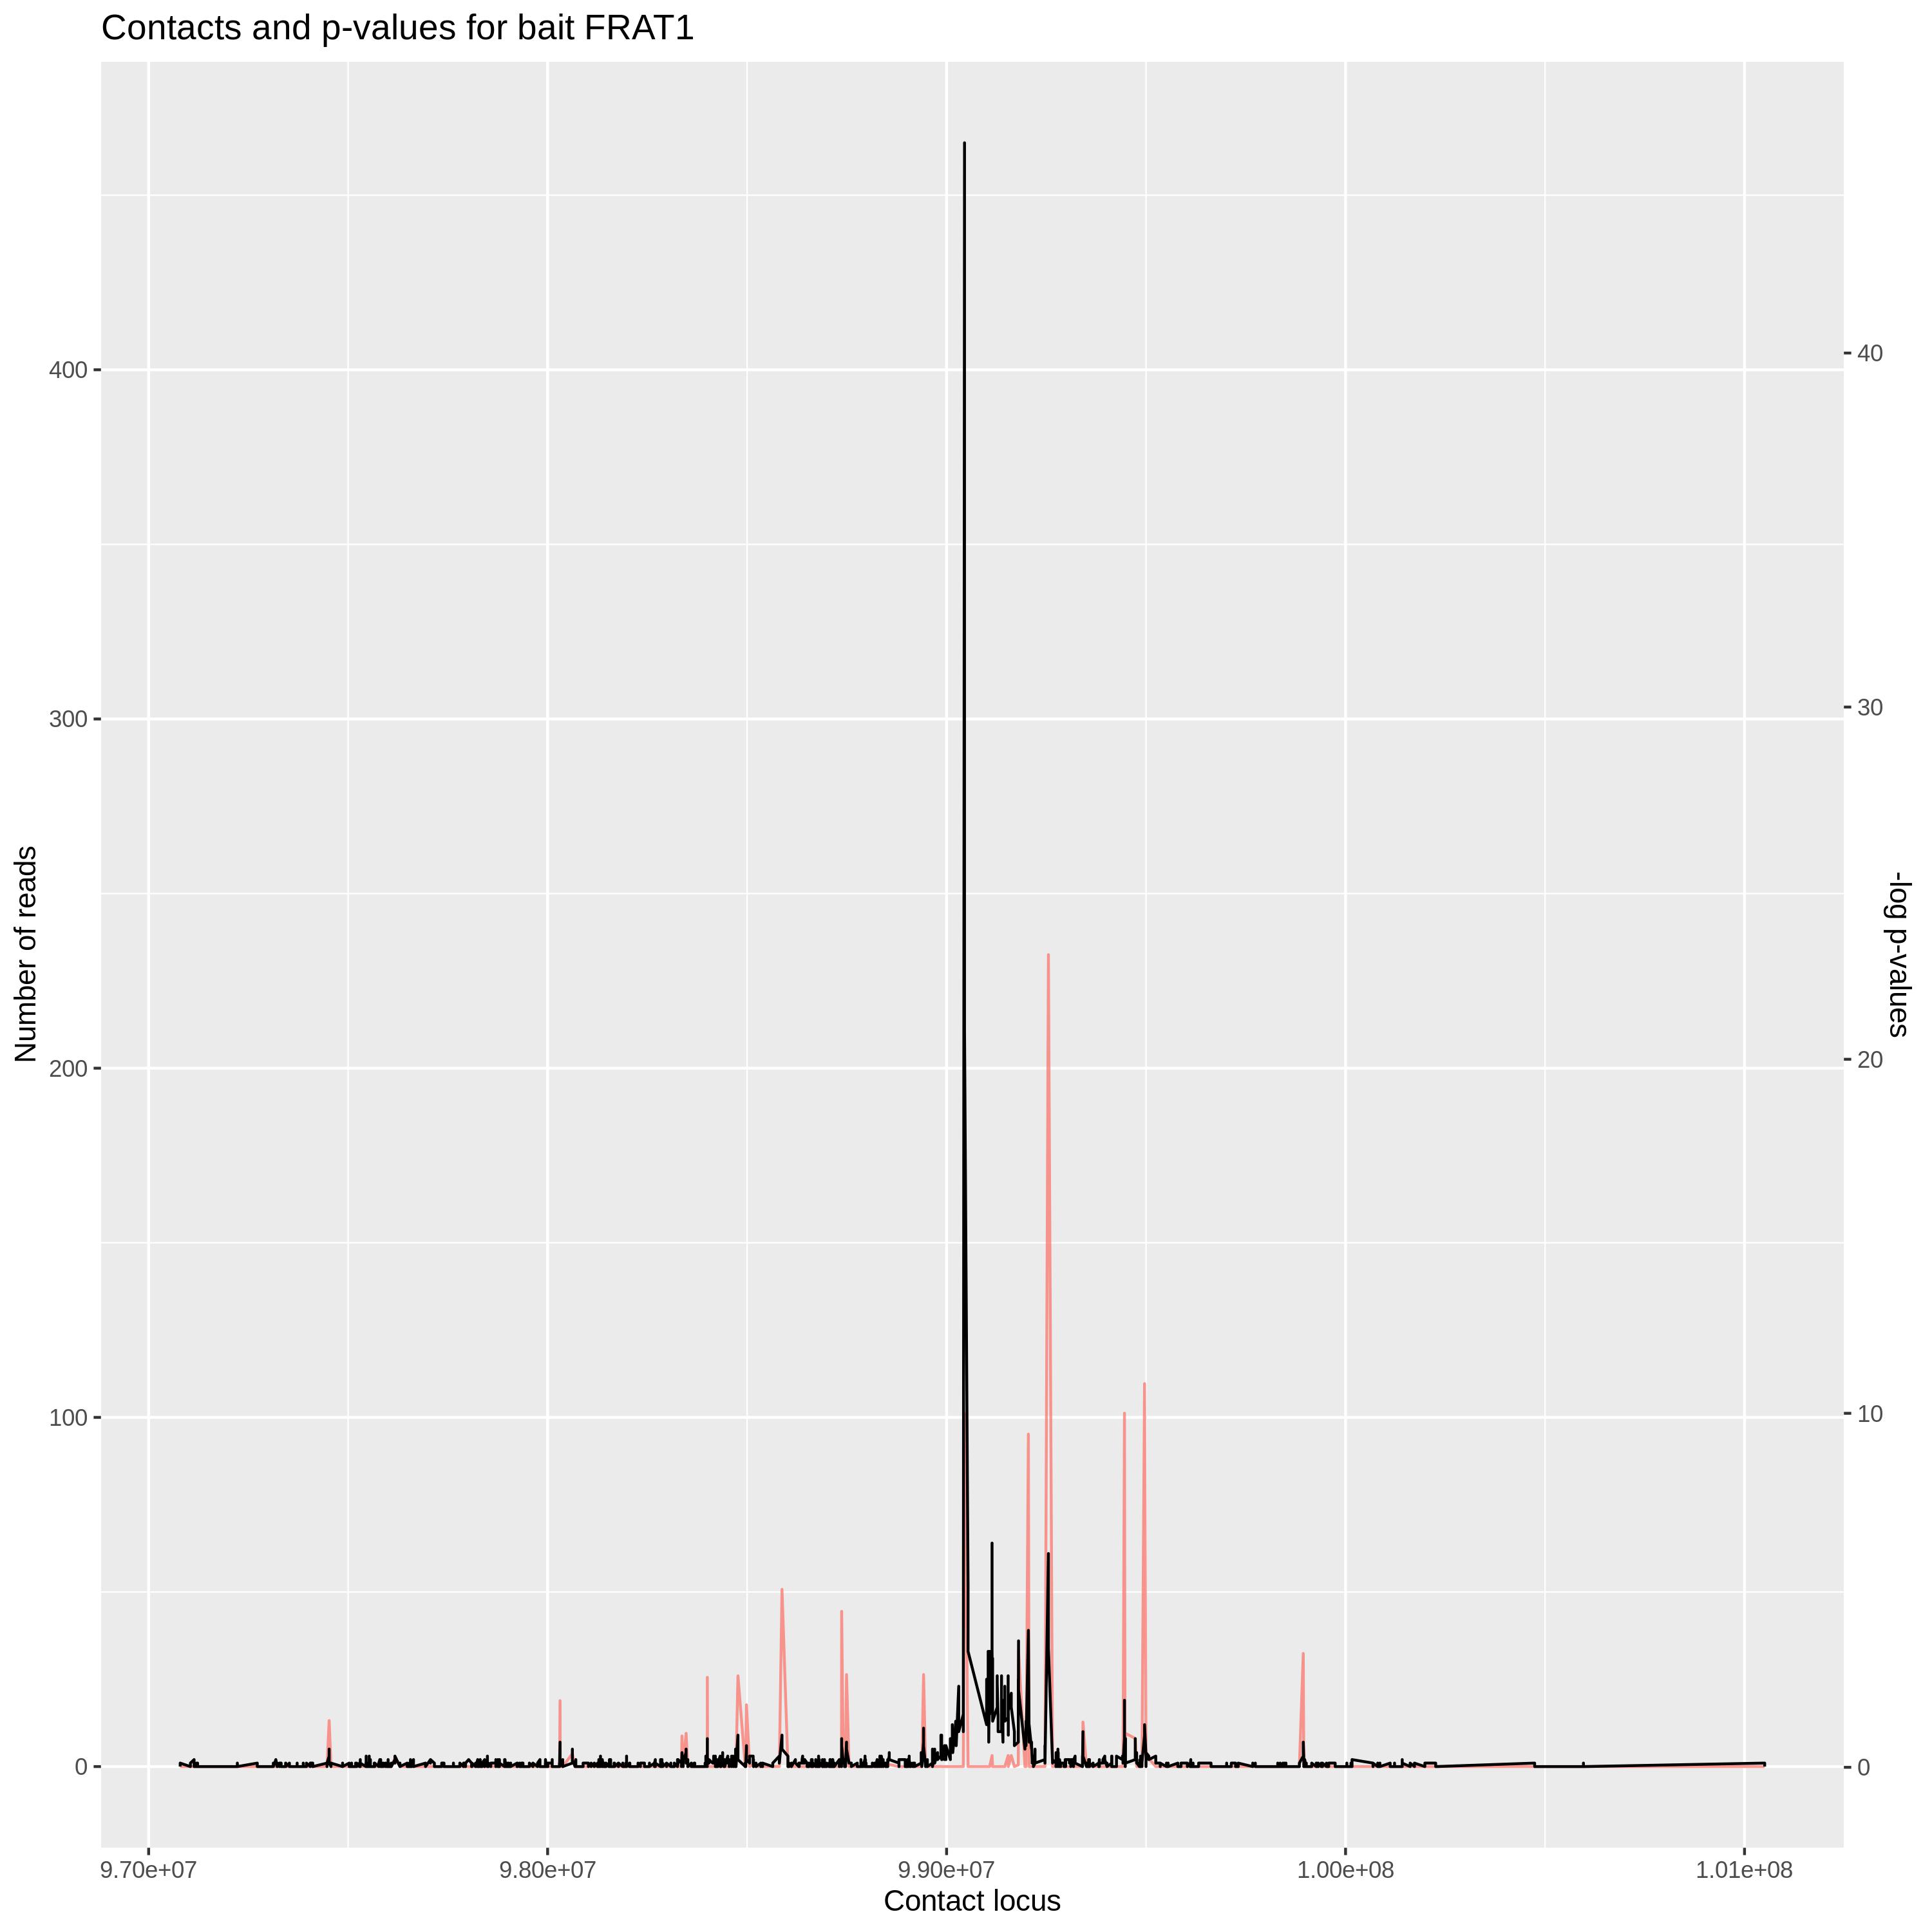 Contacts and p-values for bait FRAT1
Number of reads
400
300
200
100
0
40
30
20
10
0
-log p-values
9.70e+07 9.80e+07 9.90e+07 1.00e+08 1.01e+08
Contact locus